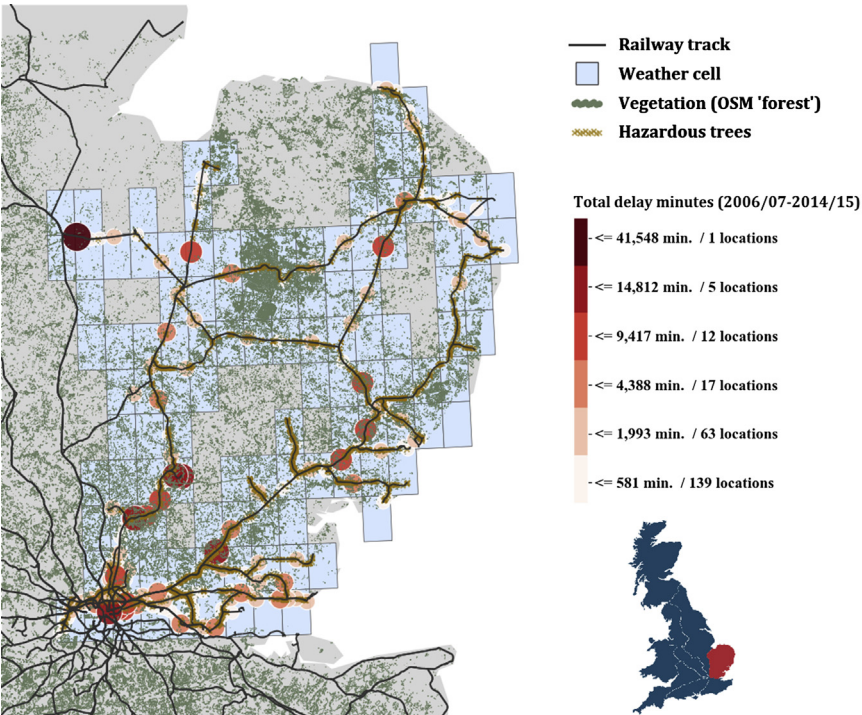 Railway track
Weather cell
Vegetation (OSM 'forest')
Hazardous trees
Total delay minutes (2006/07-2014/15)
<= 41,548 min. / 1 locations
<= 14,812 min. / 5 locations
<= 9,417 min. / 12 locations
<= 4,388 min. / 17 locations
<= 1,993 min. / 63 locations
<= 581 min. / 139 locations